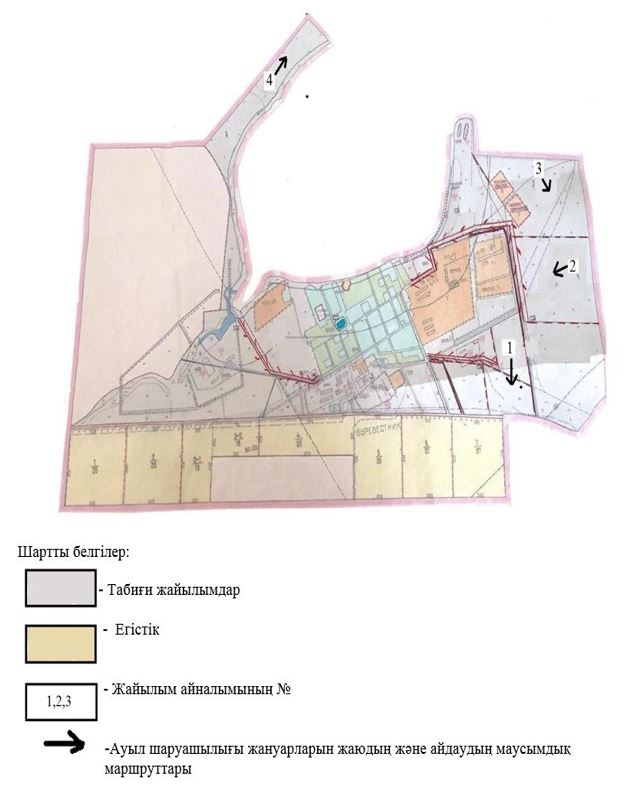 4
3
2
1
БУРЕВЕСТНИК
Шартты белгілер:
- Табиғи жайылымдар
- Егістік
1,2,3 - Жайылым айналымының №
-Ауыл шаруашылығы жануарларын жаюдың және айдаудың маусымдық
маршруттары